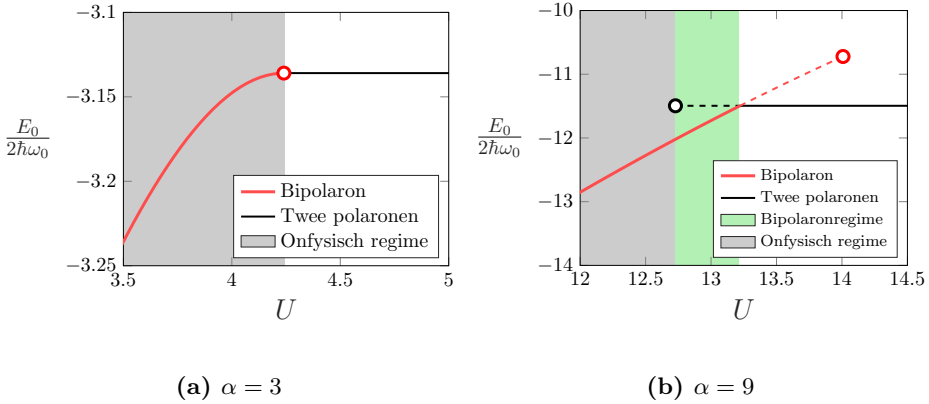 −3.1
−3.15
−3.2
−3.25
3.5 4 4.5 5
E₀/2ħω₀
U
Bipolaron
Twee polaronen
Onfysisch regime
(a) α = 3
−10
−11
−12
−13
−14
12 12.5 13 13.5 14 14.5
E₀/2ħω₀
U
Bipolaron
Twee polaronen
Bipolaronregime
Onfysisch regime
(b) α = 9